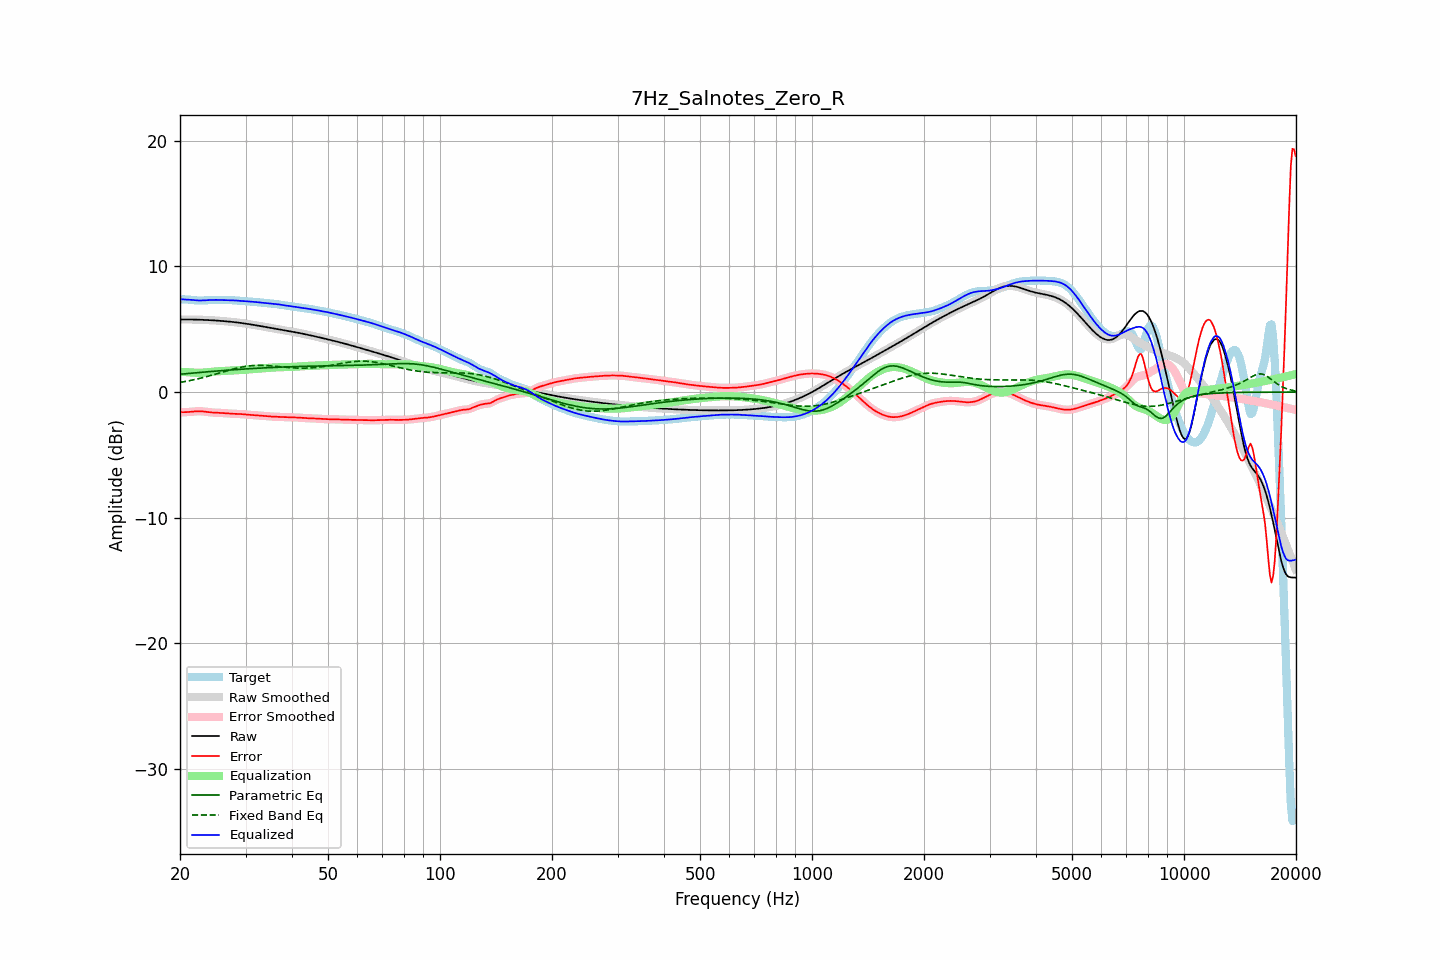 7Hz_Salnotes_Zero_R
Amplitude (dBr)
20
10
0
−10
−20
−30
Target
Raw Smoothed
Error Smoothed
Raw
Error
Equalization
Parametric Eq
Fixed Band Eq
Equalized
20 50 100 200 500 1000 2000 5000 10000 20000
Frequency (Hz)